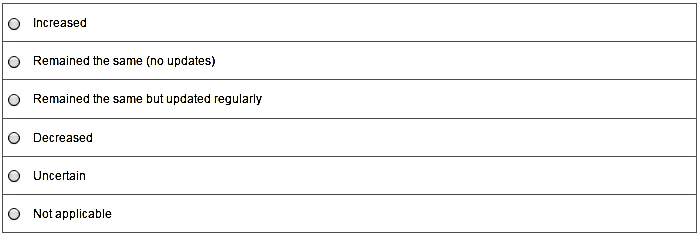 Increased
Remained the same (no updates)
Remained the same but updated regularly
Decreased
Uncertain
Not applicable